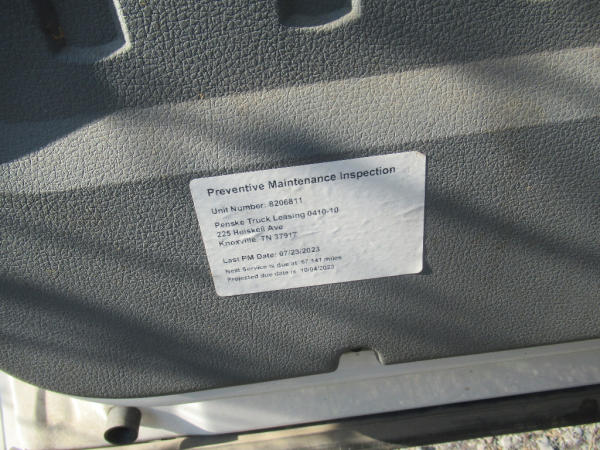 Preventive Maintenance Inspection
Unit Number: 8206811
Penske Truck Leasing 0410-10
225 Heiskell Ave
Knoxville, TN 37917
Last PM Date: 07/23/2023
Next Service is due at: 67,141 miles
Projected due date is: 10/04/2023